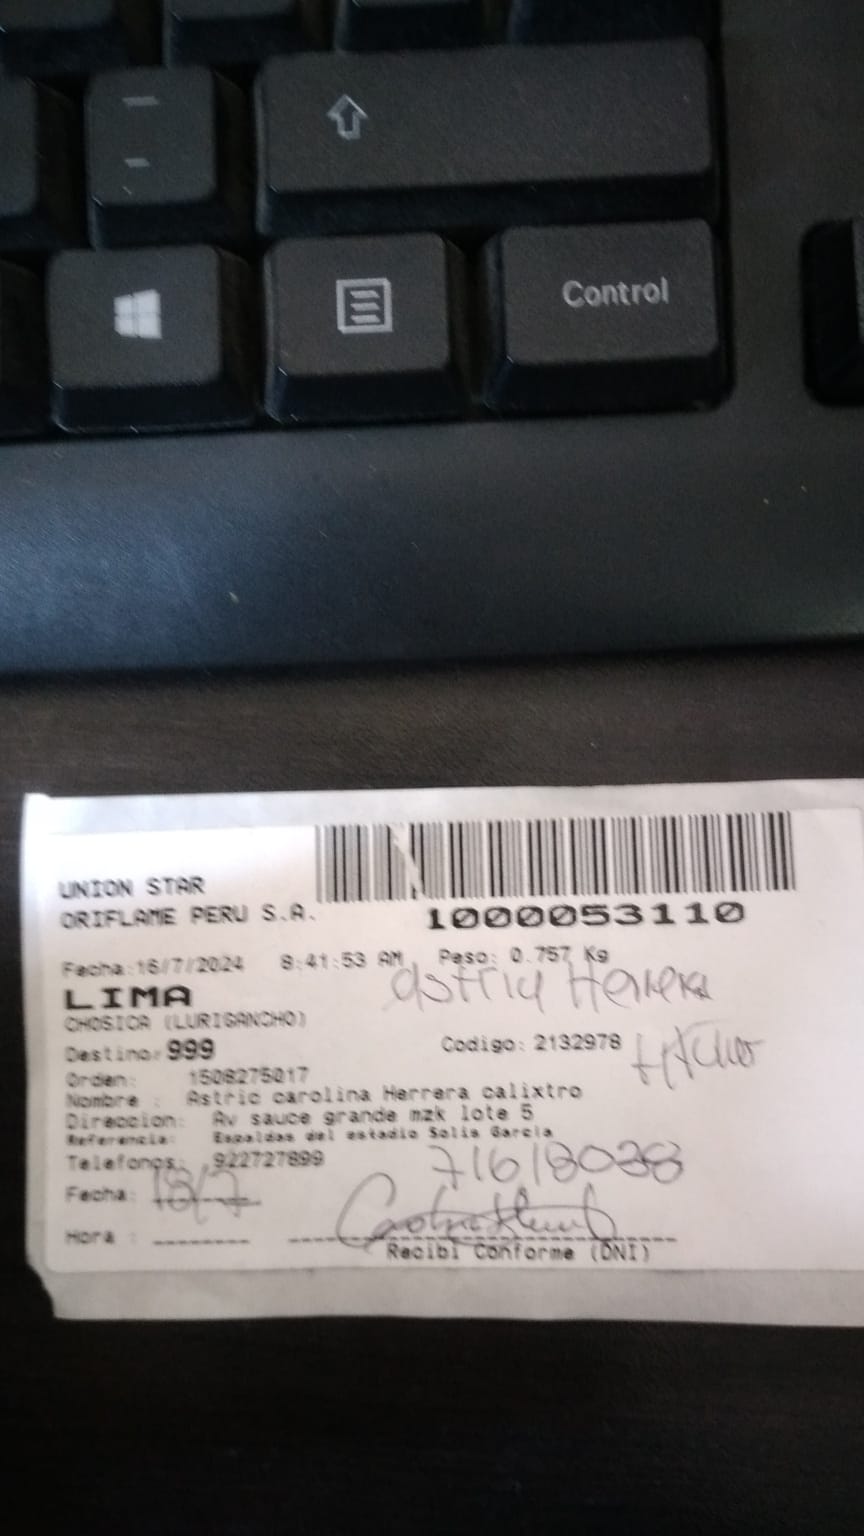 Control
UNION STAR
ORIFLAME PERU S.A.
1000053110
Fecha:16/7/2024 8:41:53 AM Peso: 0.757 Kg
LIMA
Astrid Herrera
CHOSICA (LURIGANCHO)
Destino: 999 Codigo: 2132978
Orden: 1508275017
Nombre : Astric carolina Herrera calixtro
Direccion: Av sauce grande mzk lote 5
Referencia: Espaldas del estadio Solis Garcia
Telefonos: 922727899
71618038
Fecha: 18/7
Hora :
Recibi Conforme (DNI)